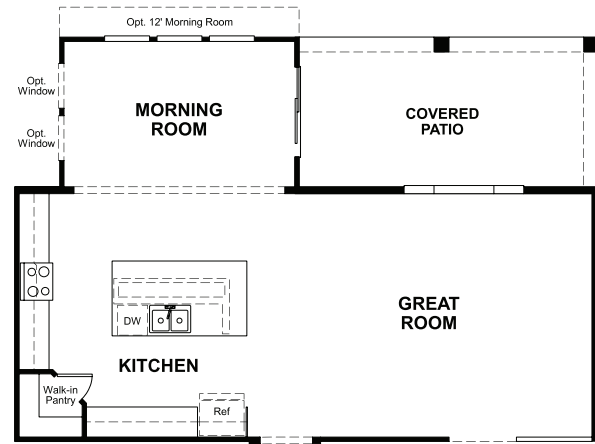 Opt. 12' Morning Room
Opt.
Window
MORNING
ROOM
COVERED
PATIO
Opt.
Window
GREAT
ROOM
DW
KITCHEN
Walk-in
Pantry
Ref